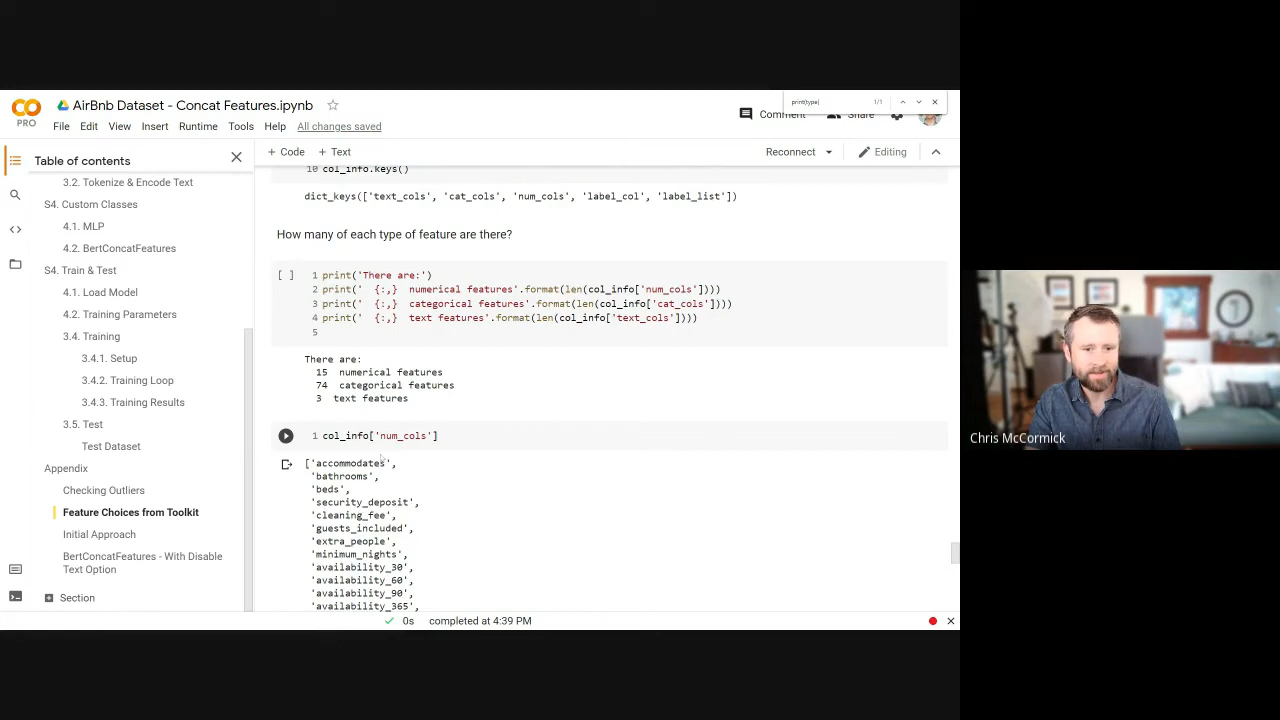 AirBnb Dataset - Concat Features.ipynb
print(type|
1/1
PRO
File Edit View Insert Runtime Tools Help All changes saved
Comment
Share
Table of contents
+ Code + Text
Reconnect
Editing
3.2. Tokenize & Encode Text
S4. Custom Classes
4.1. MLP
4.2. BertConcatFeatures
S4. Train & Test
4.1. Load Model
4.2. Training Parameters
3.4. Training
3.4.1. Setup
3.4.2. Training Loop
3.4.3. Training Results
3.5. Test
Test Dataset
Appendix
Checking Outliers
Feature Choices from Toolkit
Initial Approach
BertConcatFeatures - With Disable
Text Option
Section
10 col_info.keys()
dict_keys(['text_cols', 'cat_cols', 'num_cols', 'label_col', 'label_list'])
How many of each type of feature are there?
[ ] 1 print('There are:')
2 print('  {:,}  numerical features'.format(len(col_info['num_cols'])))
3 print('  {:,}  categorical features'.format(len(col_info['cat_cols'])))
4 print('  {:,}  text features'.format(len(col_info['text_cols'])))
5
There are:
15 numerical features
74 categorical features
3 text features
1 col_info['num_cols']
['accommodates',
'bathrooms',
'beds',
'security_deposit',
'cleaning_fee',
'guests_included',
'extra_people',
'minimum_nights',
'availability_30',
'availability_60',
'availability_90',
'availability_365',
0s completed at 4:39 PM
Chris McCormick